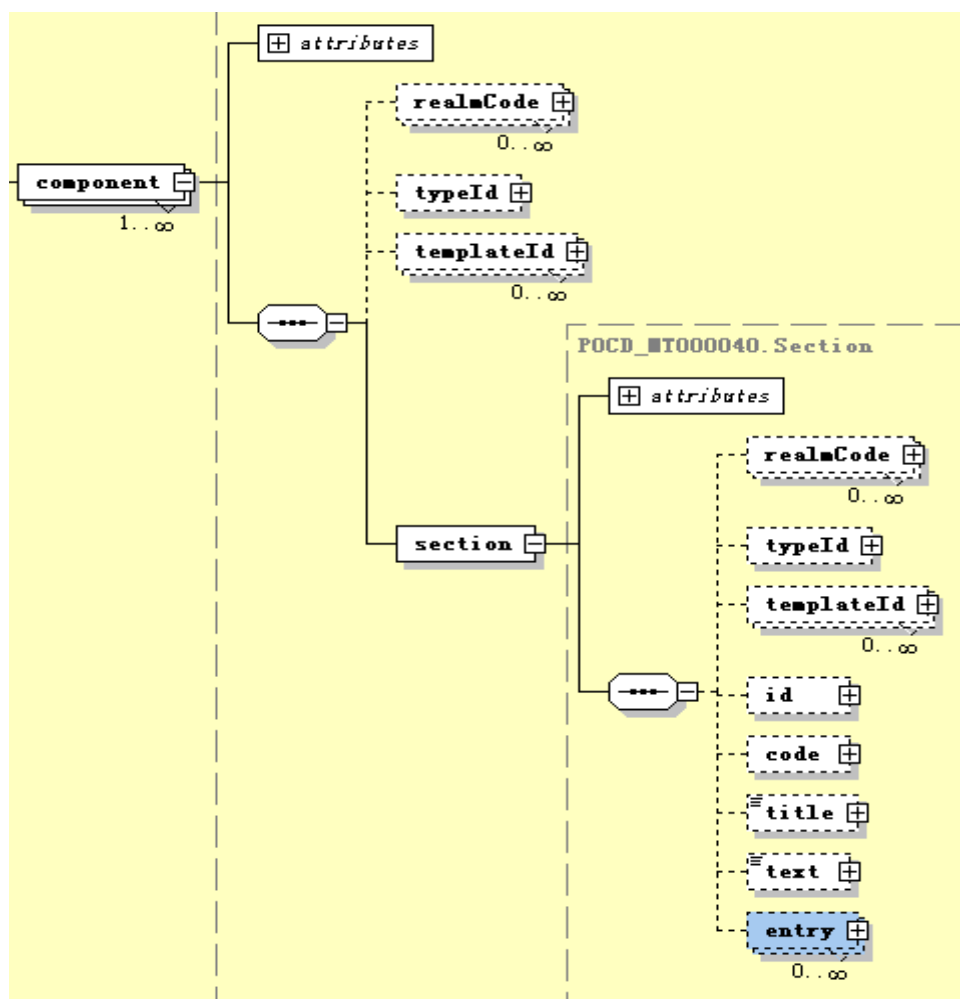 attributes
realmCode
0..∞
component
1..∞
typeId
templateId
0..∞
POCD_MT000040.Section
attributes
realmCode
0..∞
section
typeId
templateId
0..∞
id
code
title
text
entry
0..∞